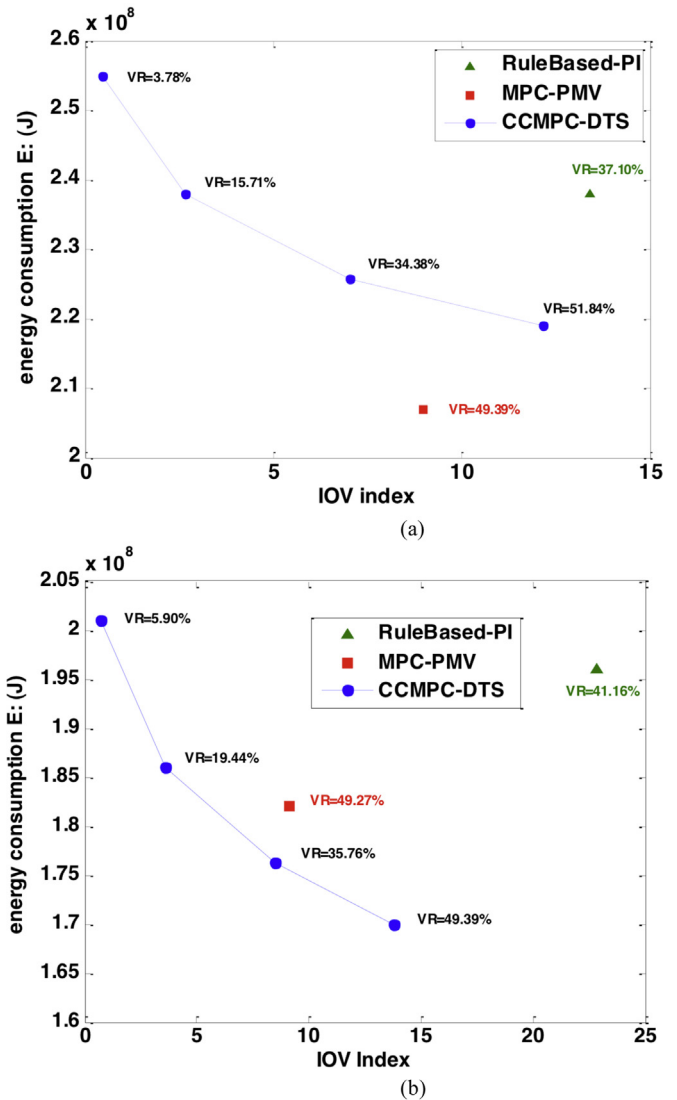 x 10^8
2.6
RuleBased-PI
VR=3.78%
MPC-PMV
2.5
CCMPC-DTS
energy consumption E: (J)
VR=37.10%
VR=15.71%
2.4
2.3
VR=34.38%
VR=51.84%
2.2
2.1
VR=49.39%
2
0
5
10
15
IOV index
(a)
x 10^8
2.05
VR=5.90%
RuleBased-PI
2
MPC-PMV
1.95
CCMPC-DTS
VR=41.16%
energy consumption E: (J)
1.9
VR=19.44%
1.85
VR=49.27%
1.8
VR=35.76%
1.75
VR=49.39%
1.7
1.65
1.6
0
5
10
15
20
25
IOV Index
(b)